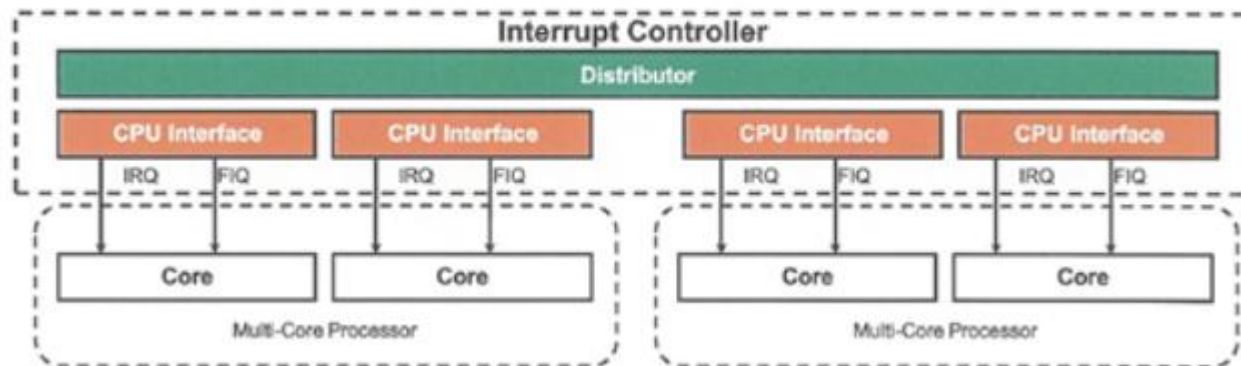 Interrupt Controller
Distributor
CPU Interface CPU Interface CPU Interface CPU Interface
IRQ FIQ IRQ FIQ IRQ FIQ IRQ FIQ
Core Core Core Core
Multi-Core Processor Multi-Core Processor